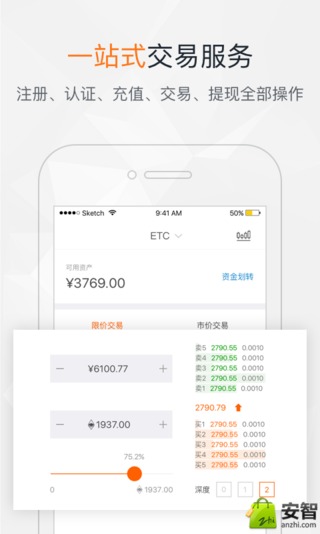 一站式交易服务
注册、认证、充值、交易、提现全部操作
Sketch 9:41 AM 50%
ETC
可用资产
¥3769.00 资金划转
限价交易 市价交易
卖5 2790.55 0.0010
卖4 2790.55 0.0010
— ¥6100.77 + 卖3 2790.55 0.0010
卖2 2790.55 0.0010
卖1 2790.55 0.0010
2790.79
— 1937.00 + 买1 2790.55 0.0010
买2 2790.55 0.0010
买3 2790.55 0.0010
75.2% 买4 2790.55 0.0010
买5 2790.55 0.0010
0 1937.00 深度 0 1 2
安智
anzhi.com
zhi